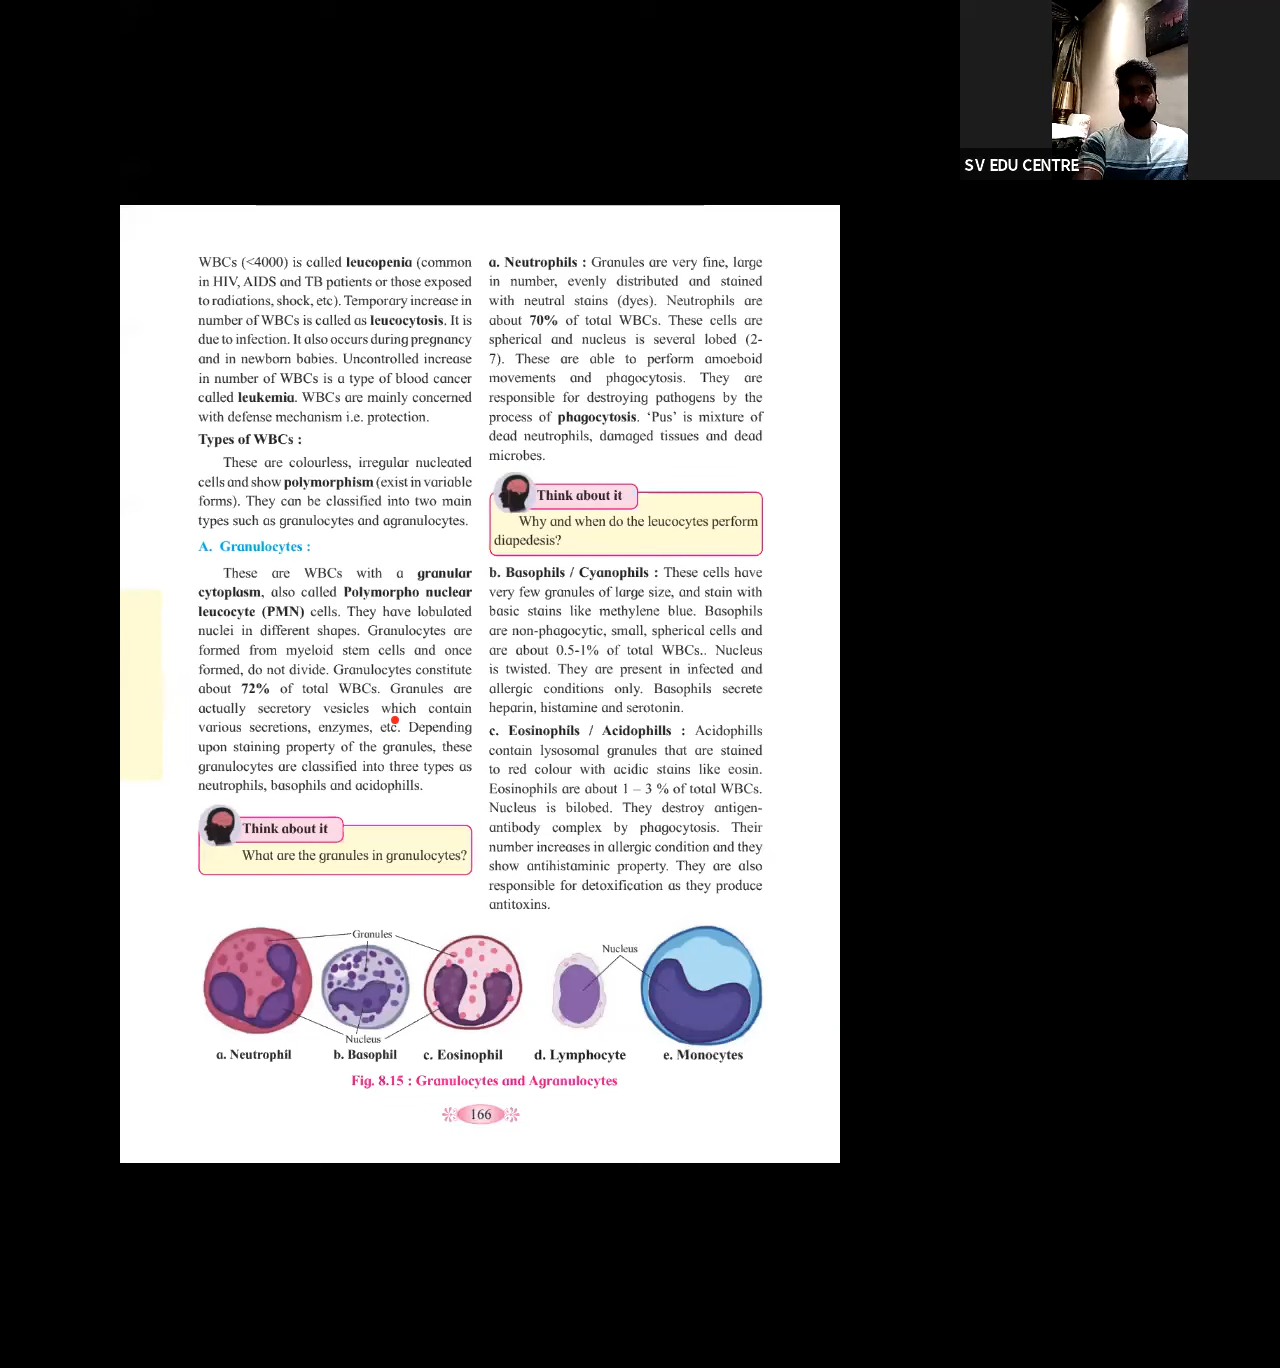 SV EDU CENTRE
WBCs (<4000) is called leucopenia (common
in HIV, AIDS and TB patients or those exposed
to radiations, shock, etc). Temporary increase in
number of WBCs is called as leucocytosis. It is
due to infection. It also occurs during pregnancy
and in newborn babies. Uncontrolled increase
in number of WBCs is a type of blood cancer
called leukemia. WBCs are mainly concerned
with defense mechanism i.e. protection.
Types of WBCs :
These are colourless, irregular nucleated
cells and show polymorphism (exist in variable
forms). They can be classified into two main
types such as granulocytes and agranulocytes.
A. Granulocytes :
These are WBCs with a granular
cytoplasm, also called Polymorpho nuclear
leucocyte (PMN) cells. They have lobulated
nuclei in different shapes. Granulocytes are
formed from myeloid stem cells and once
formed, do not divide. Granulocytes constitute
about 72% of total WBCs. Granules are
actually secretory vesicles which contain
various secretions, enzymes, etc. Depending
upon staining property of the granules, these
granulocytes are classified into three types as
neutrophils, basophils and acidophills.
Think about it
What are the granules in granulocytes?
a. Neutrophils : Granules are very fine, large
in number, evenly distributed and stained
with neutral stains (dyes). Neutrophils are
about 70% of total WBCs. These cells are
spherical and nucleus is several lobed (2-
7). These are able to perform amoeboid
movements and phagocytosis. They are
responsible for destroying pathogens by the
process of phagocytosis. ‘Pus’ is mixture of
dead neutrophils, damaged tissues and dead
microbes.
Think about it
Why and when do the leucocytes perform
diapedesis?
b. Basophils / Cyanophils : These cells have
very few granules of large size, and stain with
basic stains like methylene blue. Basophils
are non-phagocytic, small, spherical cells and
are about 0.5-1% of total WBCs.. Nucleus
is twisted. They are present in infected and
allergic conditions only. Basophils secrete
heparin, histamine and serotonin.
c. Eosinophils / Acidophills : Acidophills
contain lysosomal granules that are stained
to red colour with acidic stains like eosin.
Eosinophils are about 1 – 3 % of total WBCs.
Nucleus is bilobed. They destroy antigen-
antibody complex by phagocytosis. Their
number increases in allergic condition and they
show antihistaminic property. They are also
responsible for detoxification as they produce
antitoxins.
Granules
Nucleus
Nucleus
a. Neutrophil b. Basophil c. Eosinophil d. Lymphocyte e. Monocytes
Fig. 8.15 : Granulocytes and Agranulocytes
166